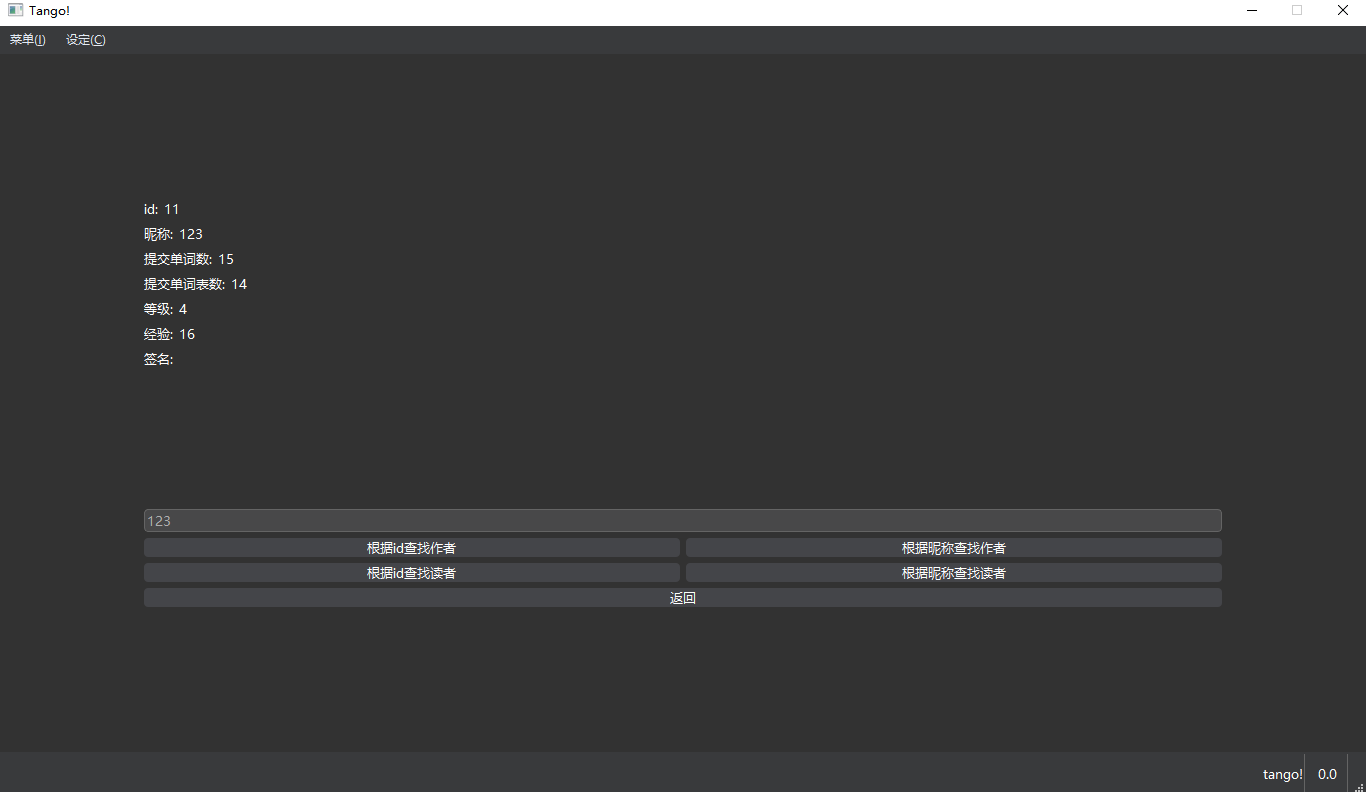 Tango!
菜单(I) 设定(C)
id: 11
昵称: 123
提交单词数: 15
提交单词表数: 14
等级: 4
经验: 16
签名:
123
根据id查找作者 根据昵称查找作者
根据id查找读者 根据昵称查找读者
返回
tango! 0.0